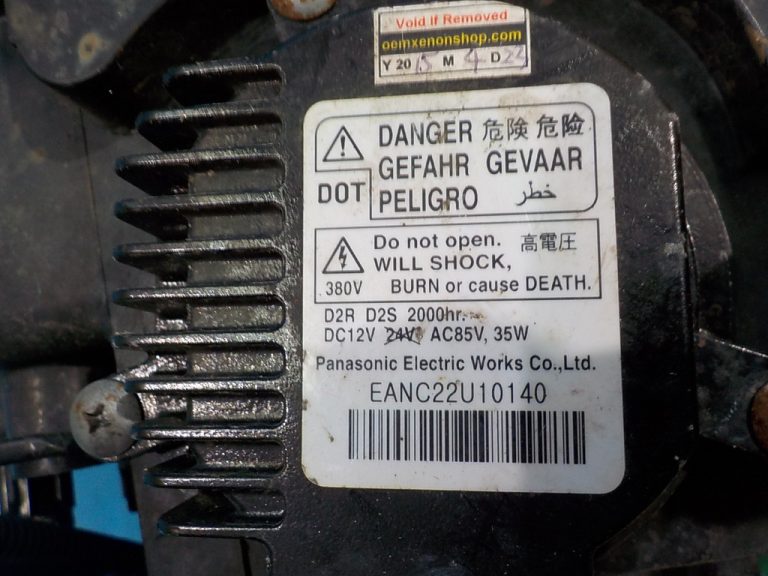 Void if Removed
oemxenonshop.com
Y 20 15 M 4 D
DANGER 危険 危险
GEFAHR GEVAAR
DOT PELIGRO خطر
Do not open. 高電圧
WILL SHOCK,
380V BURN or cause DEATH.
D2R D2S 2000hr.
DC12V 24V AC85V, 35W
Panasonic Electric Works Co.,Ltd.
EANC22U10140